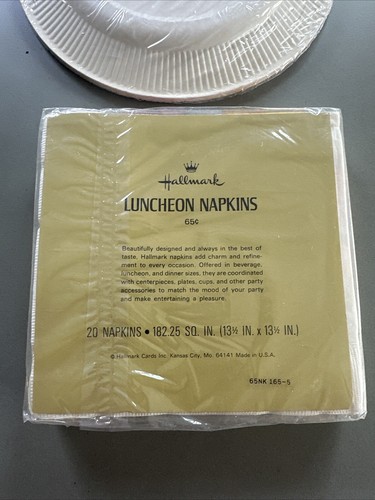 Hallmark
LUNCHEON NAPKINS
65¢
Beautifully designed and always in the best of
taste. Hallmark napkins add charm and refine-
ment to every occasion. Offered in beverage,
luncheon, and dinner sizes, they are coordinated
with centerpieces, plates, cups, and other party
accessories to match the mood of your party
and make entertaining a pleasure.
20 NAPKINS • 182.25 SQ. IN. (13½ IN. x 13½ IN.)
© Hallmark Cards Inc. Kansas City, Mo. 64141 Made in U.S.A.
65NK 165-5